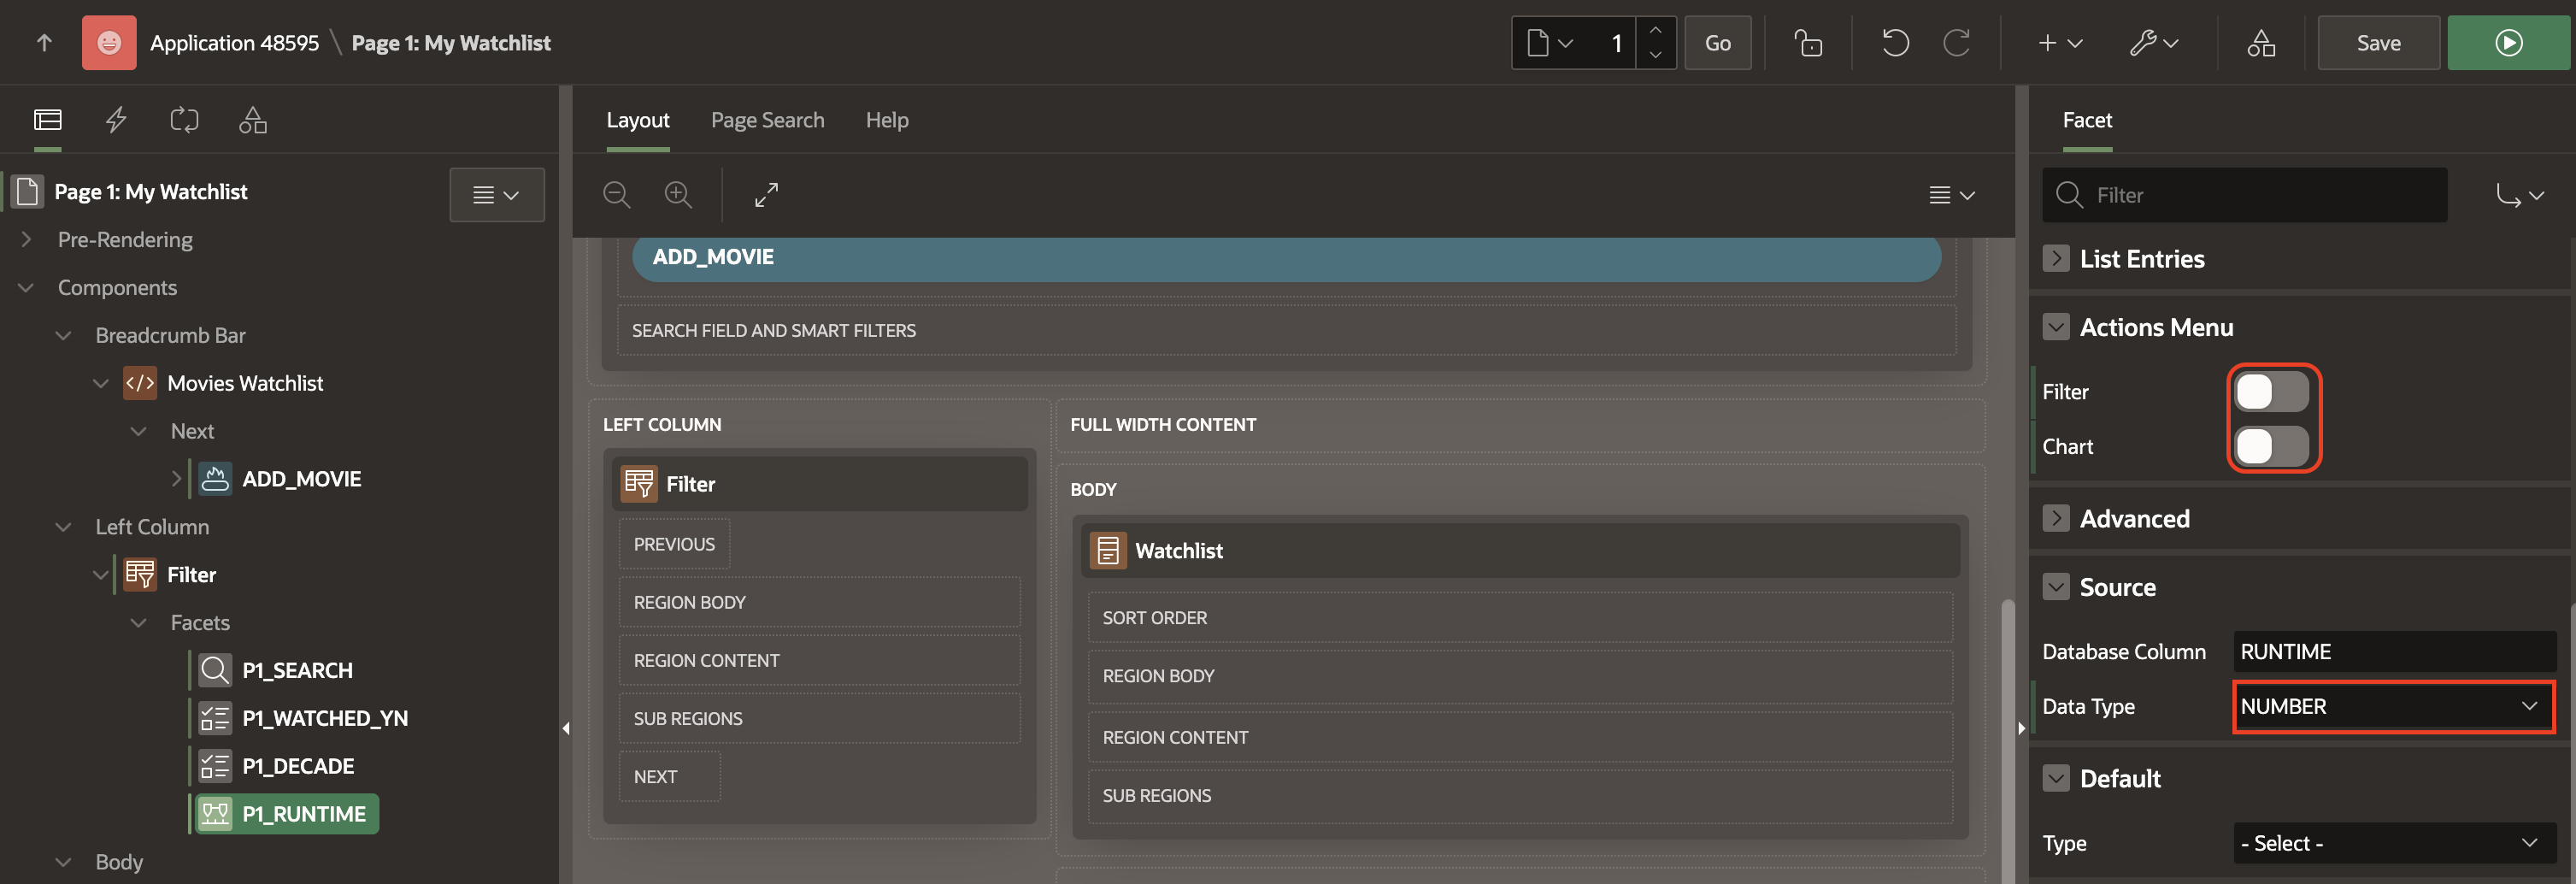 Application 48595 \ Page 1: My Watchlist
1
Go
Save
Page 1: My Watchlist
Pre-Rendering
Components
Breadcrumb Bar
</> Movies Watchlist
Next
ADD_MOVIE
Left Column
Filter
Facets
P1_SEARCH
P1_WATCHED_YN
P1_DECADE
P1_RUNTIME
Body
Layout
Page Search
Help
ADD_MOVIE
SEARCH FIELD AND SMART FILTERS
LEFT COLUMN
Filter
PREVIOUS
REGION BODY
REGION CONTENT
SUB REGIONS
NEXT
FULL WIDTH CONTENT
BODY
Watchlist
SORT ORDER
REGION BODY
REGION CONTENT
SUB REGIONS
Facet
Filter
List Entries
Actions Menu
Filter
Chart
Advanced
Source
Database Column RUNTIME
Data Type NUMBER
Default
Type - Select -